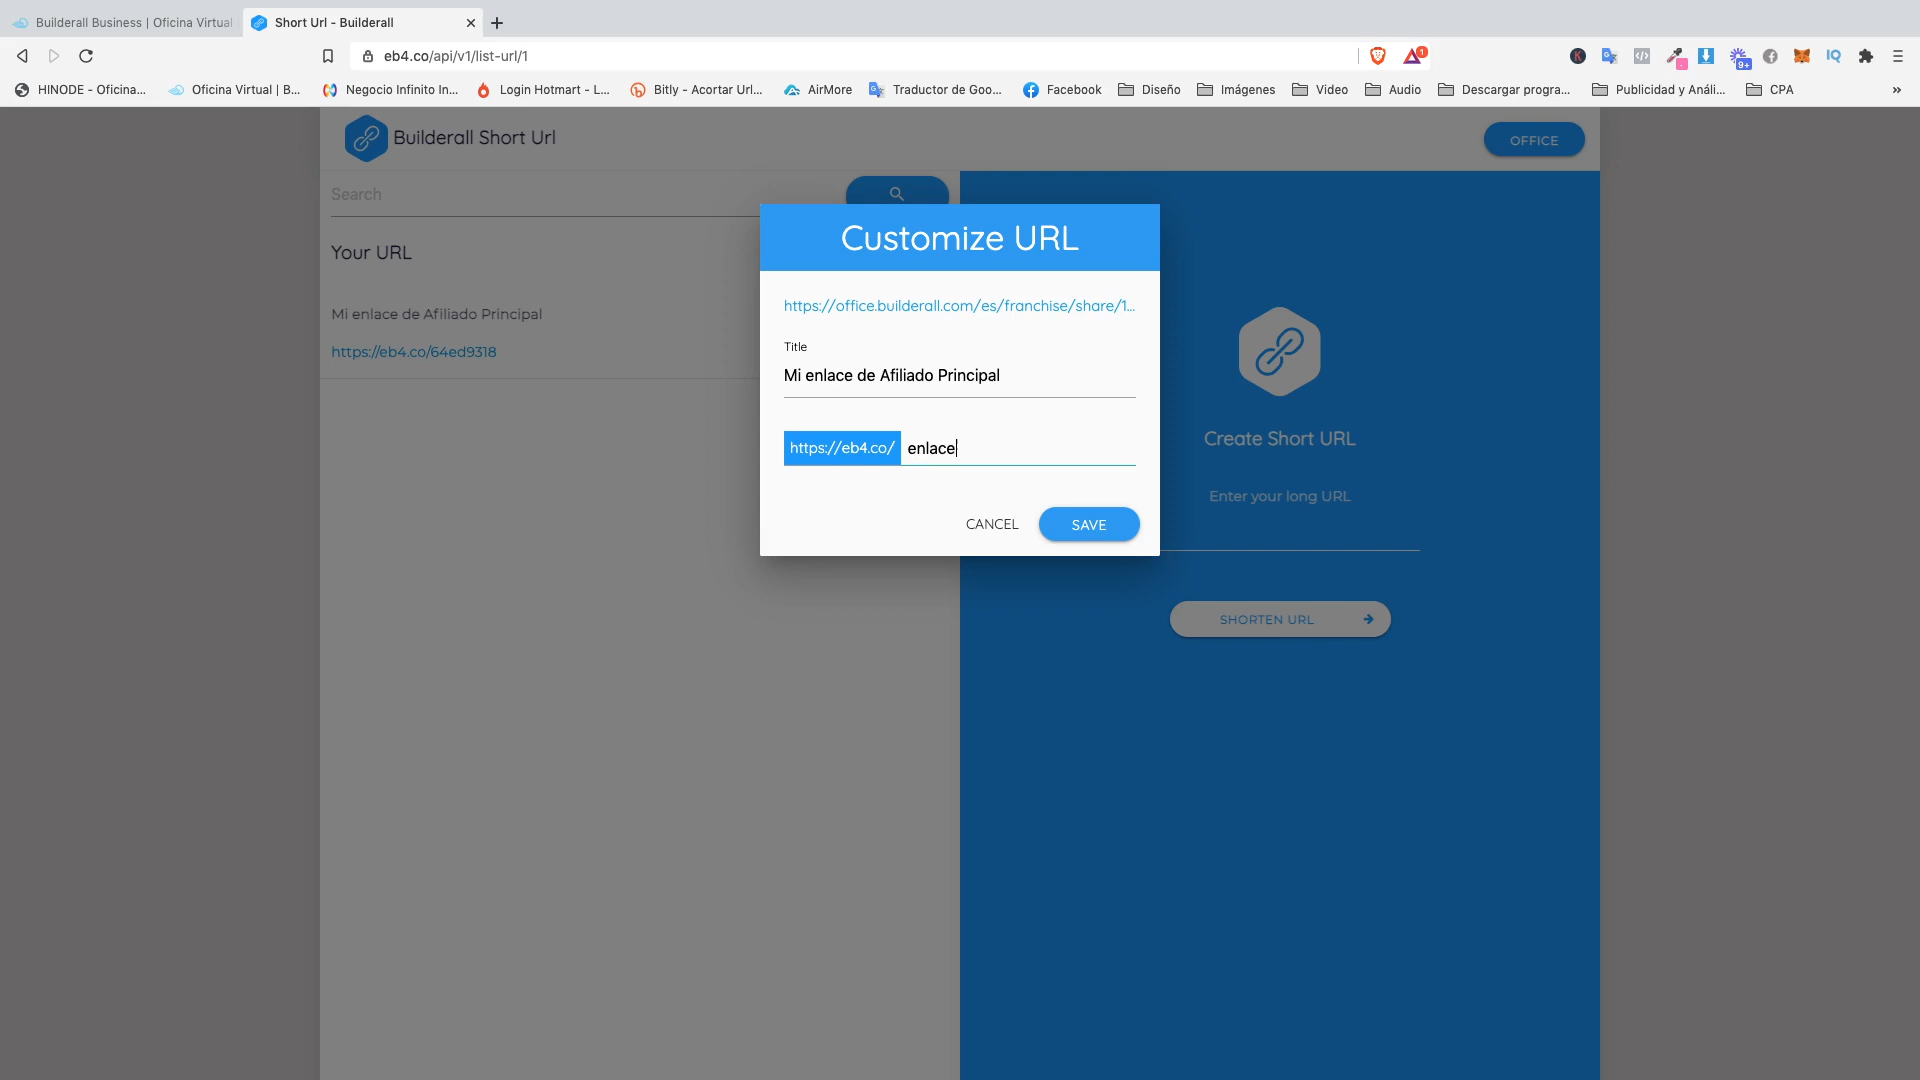 Builderall Business | Oficina Virtual
Short Url - Builderall
eb4.co/api/v1/list-url/1
1
K
9+
IQ
HINODE - Oficina...
Oficina Virtual | B...
Negocio Infinito In...
Login Hotmart - L...
Bitly - Acortar Url...
AirMore
Traductor de Goo...
Facebook
Diseño
Imágenes
Video
Audio
Descargar progra...
Publicidad y Análi...
CPA
»
Builderall Short Url
OFFICE
Search
Your URL
Mi enlace de Afiliado Principal
https://eb4.co/64ed9318
Customize URL
https://office.builderall.com/es/franchise/share/1...
Title
Mi enlace de Afiliado Principal
https://eb4.co/ enlace
CANCEL
SAVE
Create Short URL
Enter your long URL
SHORTEN URL